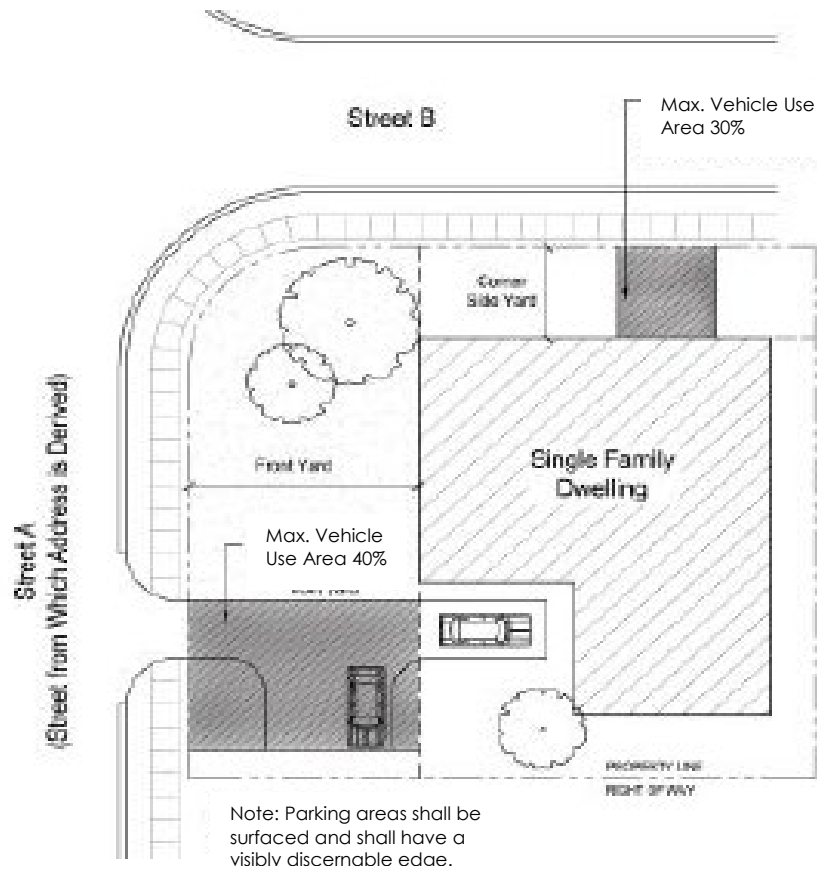 Street B
Max. Vehicle Use
Area 30%
Corner
Side Yard
Front Yard
Single Family
Dwelling
Street A
(Street from Which Address is Derived)
Max. Vehicle
Use Area 40%
PROPERTY LINE
RIGHT OF WAY
Note: Parking areas shall be
surfaced and shall have a
visibly discernable edge.